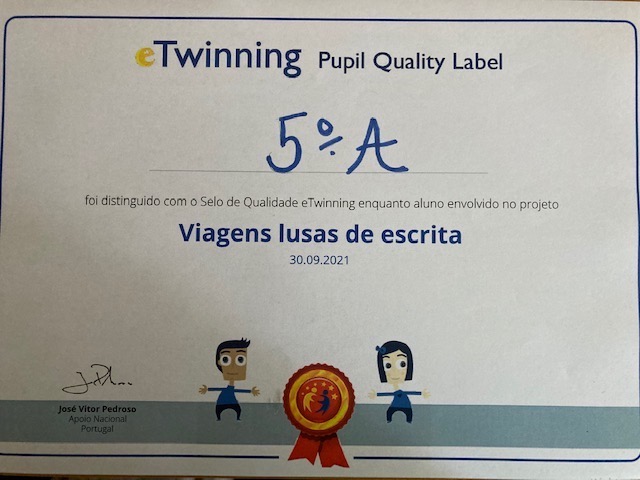 eTwinning Pupil Quality Label
5º A
foi distinguido com o Selo de Qualidade eTwinning enquanto aluno envolvido no projeto
Viagens lusas de escrita
30.09.2021
José Vitor Pedroso
Apoio Nacional
Portugal